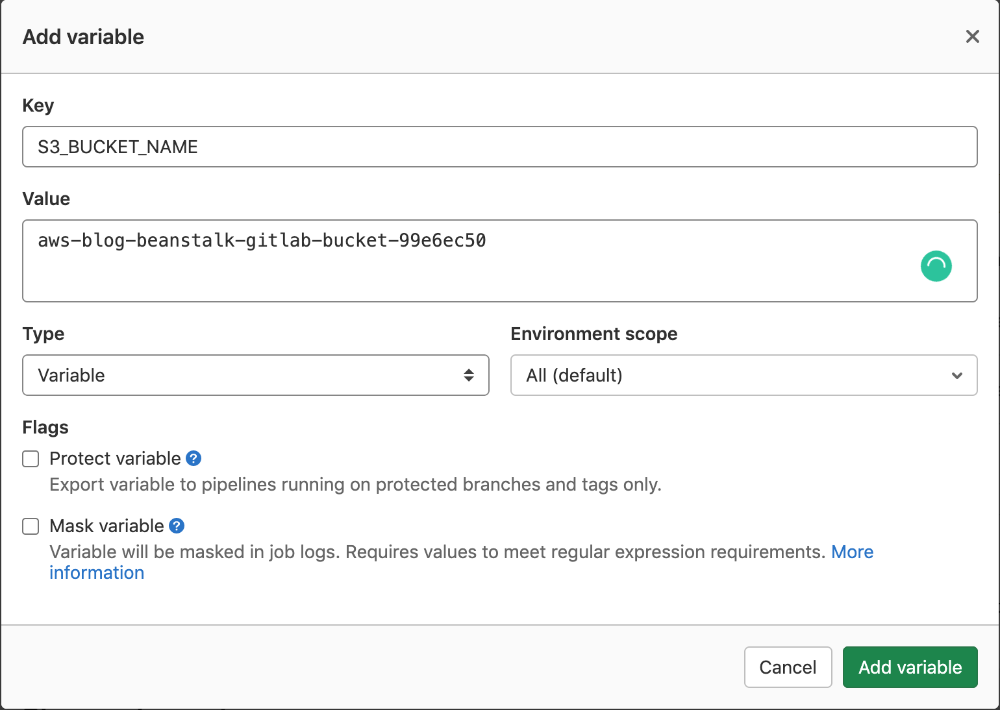 Add variable
Key
S3_BUCKET_NAME
Value
aws-blog-beanstalk-gitlab-bucket-99e6ec50
Type
Environment scope
Variable
All (default)
Flags
Protect variable ?
Export variable to pipelines running on protected branches and tags only.
Mask variable ?
Variable will be masked in job logs. Requires values to meet regular expression requirements. More
information
Cancel
Add variable